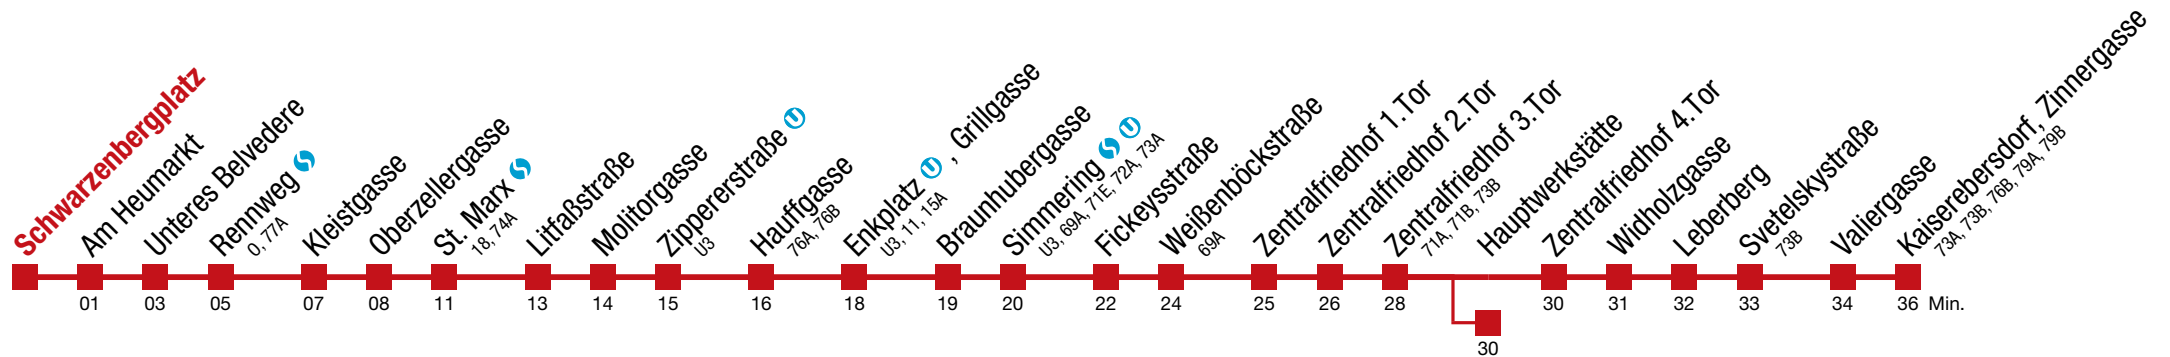 Schwarzenbergplatz
Am Heumarkt
01
Unteres Belvedere
03
Rennweg S
0, 77A
05
Kleistgasse
07
Oberzellergasse
08
St. Marx S
18, 74A
11
Litfaßstraße
13
Molitorgasse
14
Zippererstraße U
U3
15
Hauffgasse
76A, 76B
16
Enkplatz U , Grillgasse
U3, 11, 15A
18
Braunhubergasse
19
Simmering S U
U3, 69A, 71E, 72A, 73A
20
Fickeysstraße
22
Weißenböckstraße
69A
24
Zentralfriedhof 1.Tor
25
Zentralfriedhof 2.Tor
26
Zentralfriedhof 3.Tor
71A, 71B, 73B
28
Hauptwerkstätte
30
Zentralfriedhof 4.Tor
30
Widholzgasse
31
Leberberg
32
Svetelskystraße
73B
33
Valiergasse
34
Kaiserebersdorf, Zinnergasse
73A, 73B, 76B, 79A, 79B
36 Min.